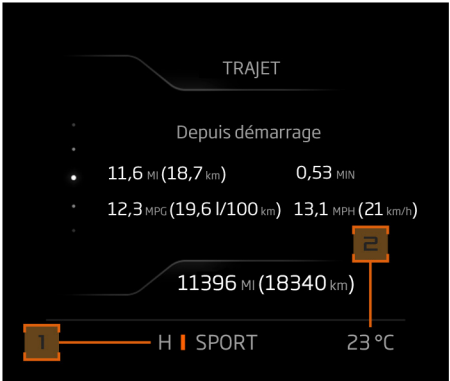 TRAJET
Depuis démarrage
11,6 MI (18,7 km) 0,53 MIN
12,3 MPG (19,6 l/100 km) 13,1 MPH (21 km/h)
2
11396 MI (18340 km)
1 H SPORT 23 °C